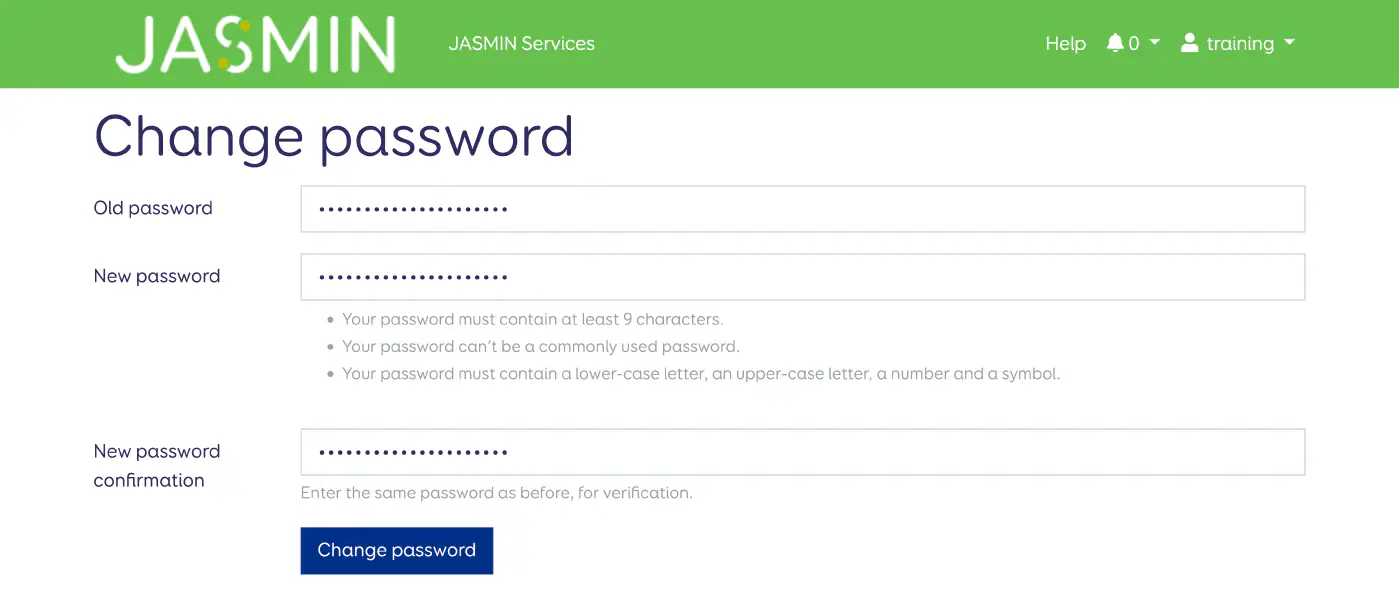 JASMIN
JASMIN Services
Help
0
training
Change password
Old password
•••••••••••••••••••••
New password
•••••••••••••••••••••
• Your password must contain at least 9 characters.
• Your password can't be a commonly used password.
• Your password must contain a lower-case letter, an upper-case letter, a number and a symbol.
New password
confirmation
•••••••••••••••••••••
Enter the same password as before, for verification.
Change password